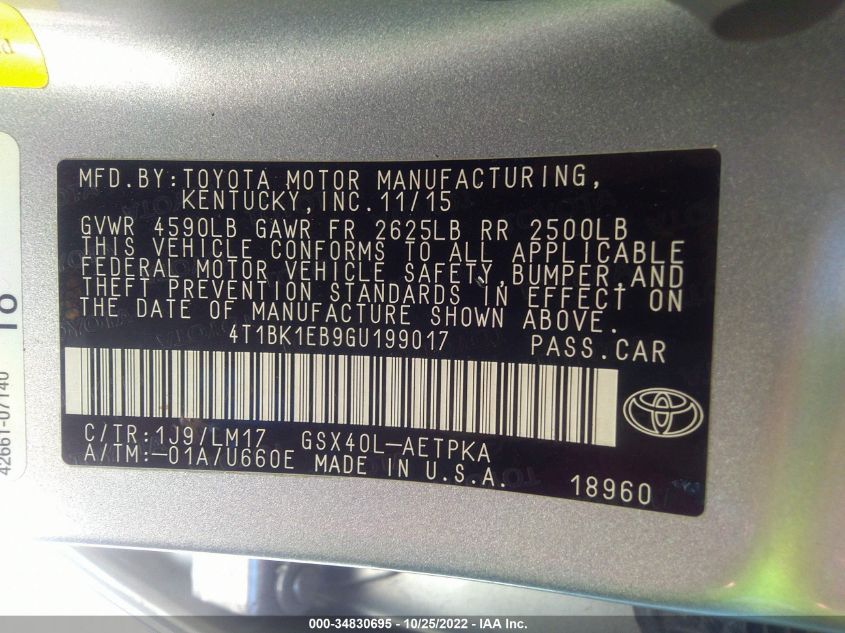 MFD.BY:TOYOTA MOTOR MANUFACTURING,
KENTUCKY,INC.11/15
GVWR 4590LB GAWR FR 2625LB RR 2500LB
THIS VEHICLE CONFORMS TO ALL APPLICABLE
FEDERAL MOTOR VEHICLE SAFETY,BUMPER,AND
THEFT PREVENTION STANDARDS IN EFFECT ON
THE DATE OF MANUFACTURE SHOWN ABOVE.
4T1BK1EB9GU199017 PASS.CAR
C/TR:1J9/LM17 GSX40L-AETPKA
A/TM:-01A/U660E MADE IN U.S.A.
18960
42661-07140
000-34830695 - 10/25/2022 - IAA Inc.